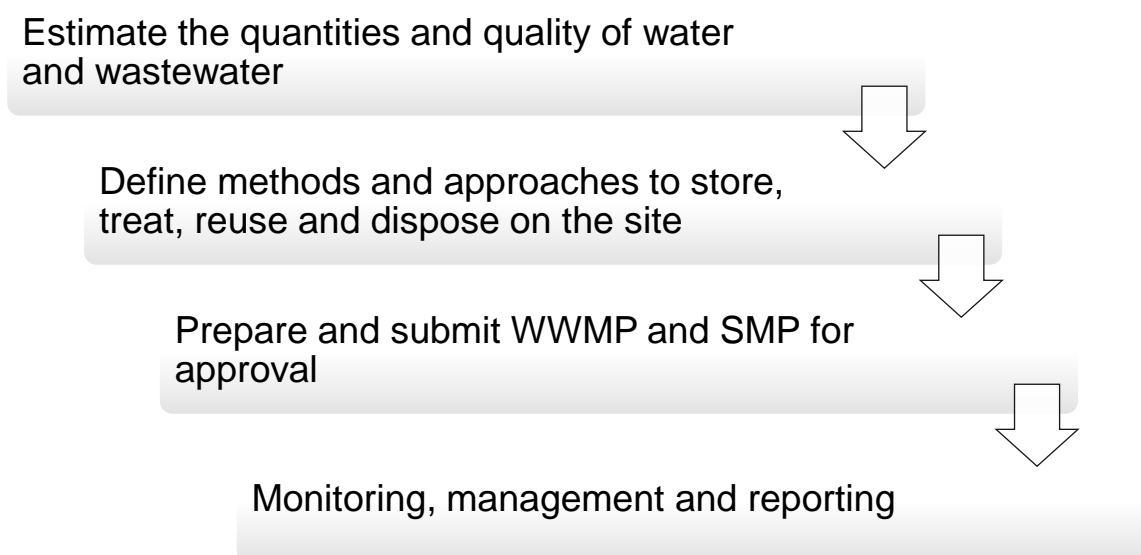 Estimate the quantities and quality of water
and wastewater
Define methods and approaches to store,
treat, reuse and dispose on the site
Prepare and submit WWMP and SMP for
approval
Monitoring, management and reporting